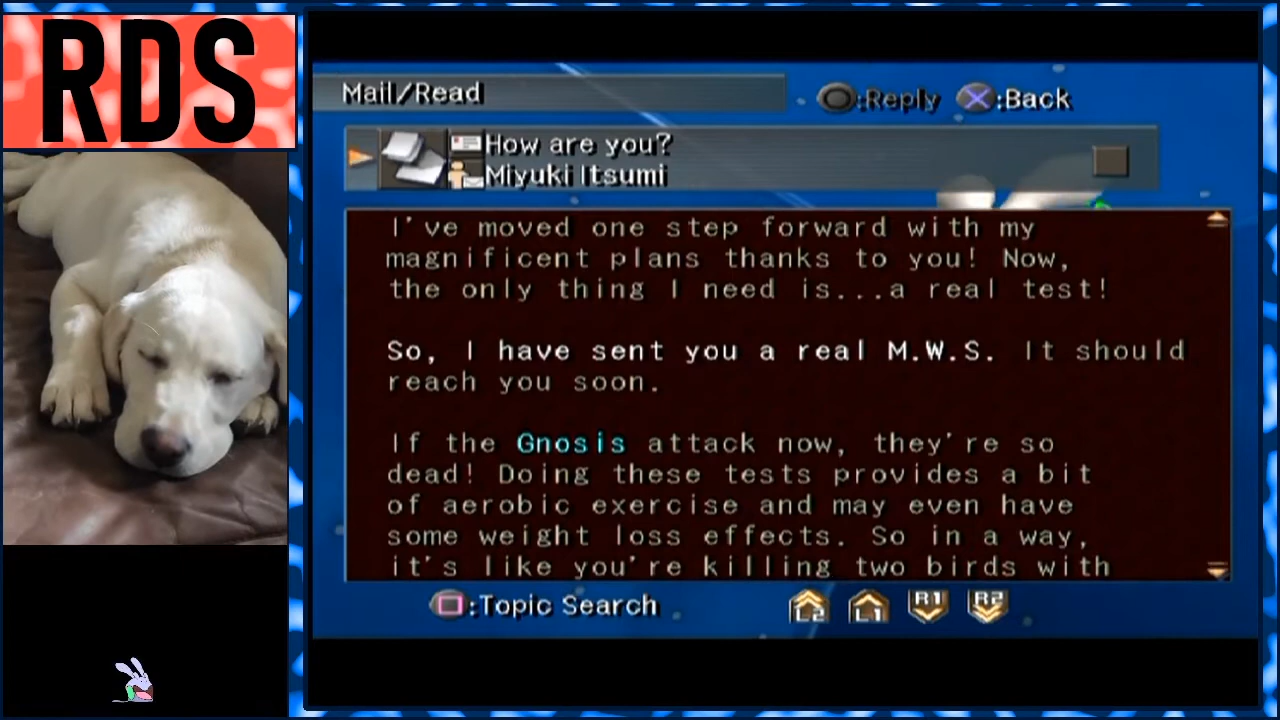 RDS
Mail/Read
:Reply :Back
How are you?
Miyuki Itsumi
I've moved one step forward with my
magnificent plans thanks to you! Now,
the only thing I need is...a real test!
So, I have sent you a real M.W.S. It should
reach you soon.
If the Gnosis attack now, they're so
dead! Doing these tests provides a bit
of aerobic exercise and may even have
some weight loss effects. So in a way,
it's like you're killing two birds with
:Topic Search L2 L1 R1 R2